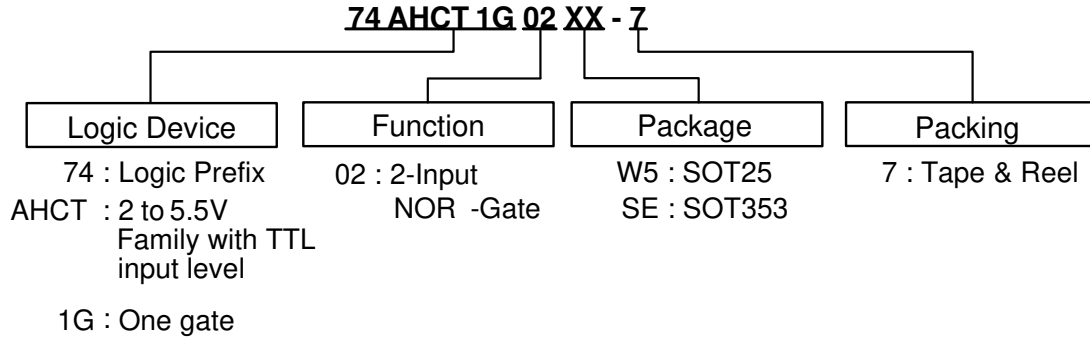 74 AHCT 1G 02 XX - 7
Logic Device
74 : Logic Prefix
AHCT : 2 to 5.5V
Family with TTL
input level
1G : One gate
Function
02 : 2-Input
NOR -Gate
Package
W5 : SOT25
SE : SOT353
Packing
7 : Tape & Reel